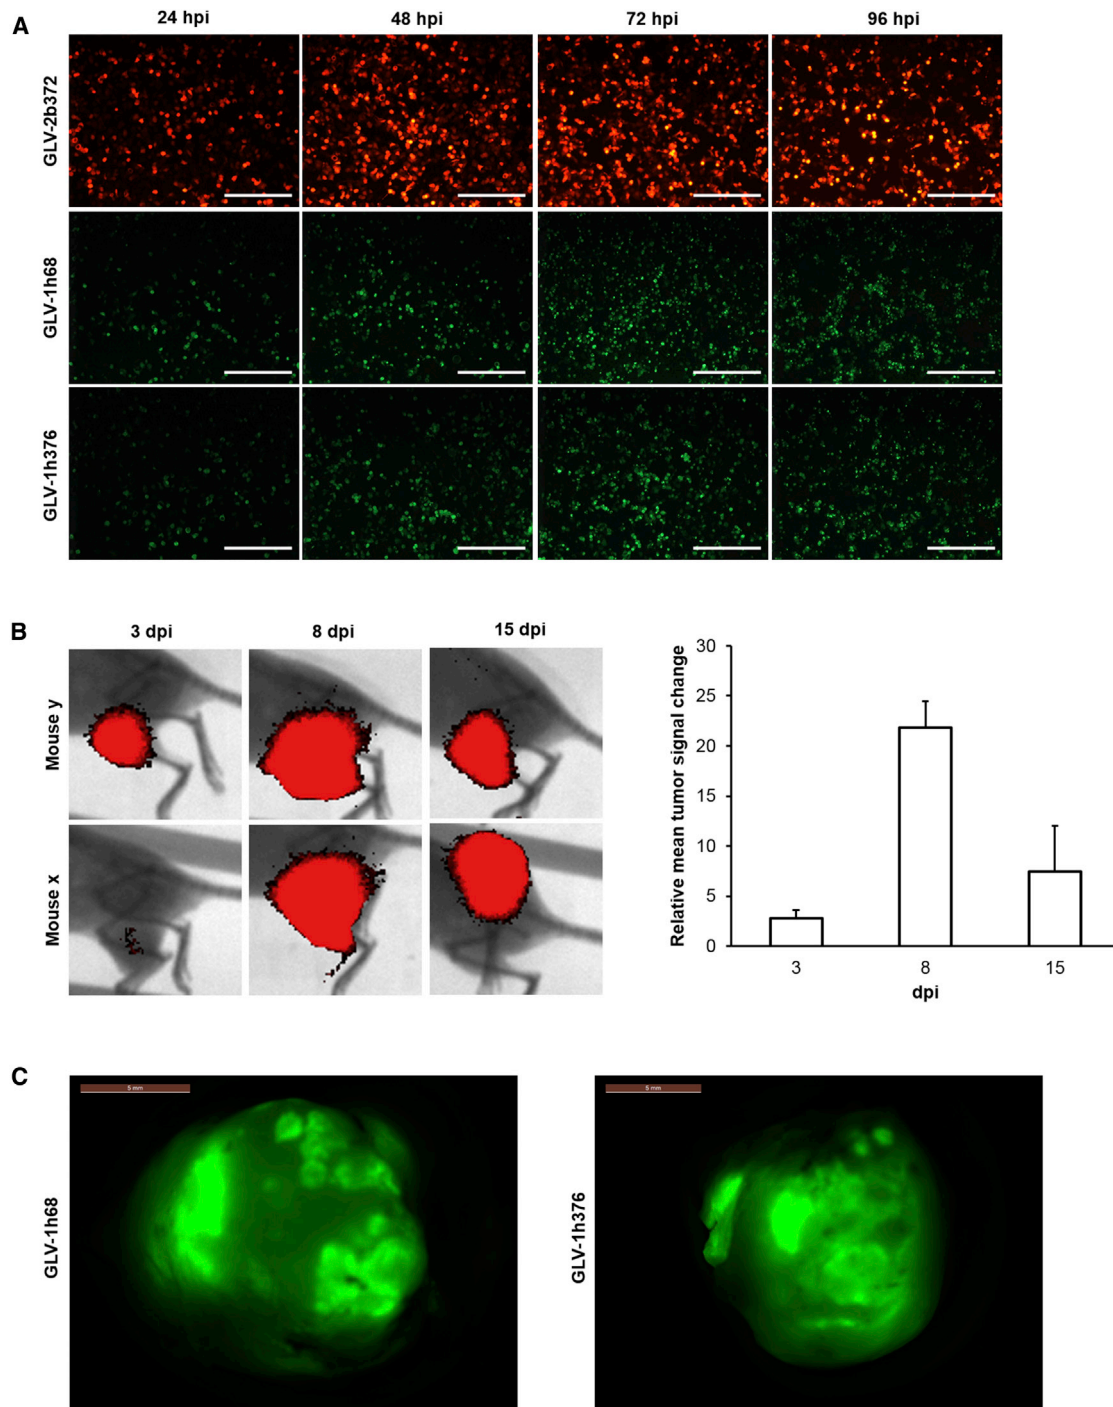 A
24 hpi 48 hpi 72 hpi 96 hpi
GLV-2b372
GLV-1h68
GLV-1h376
B
3 dpi 8 dpi 15 dpi
Mouse y
Mouse x
Relative mean tumor signal change
30
25
20
15
10
5
0
3 8 15
dpi
C
5 mm
GLV-1h68
5 mm
GLV-1h376